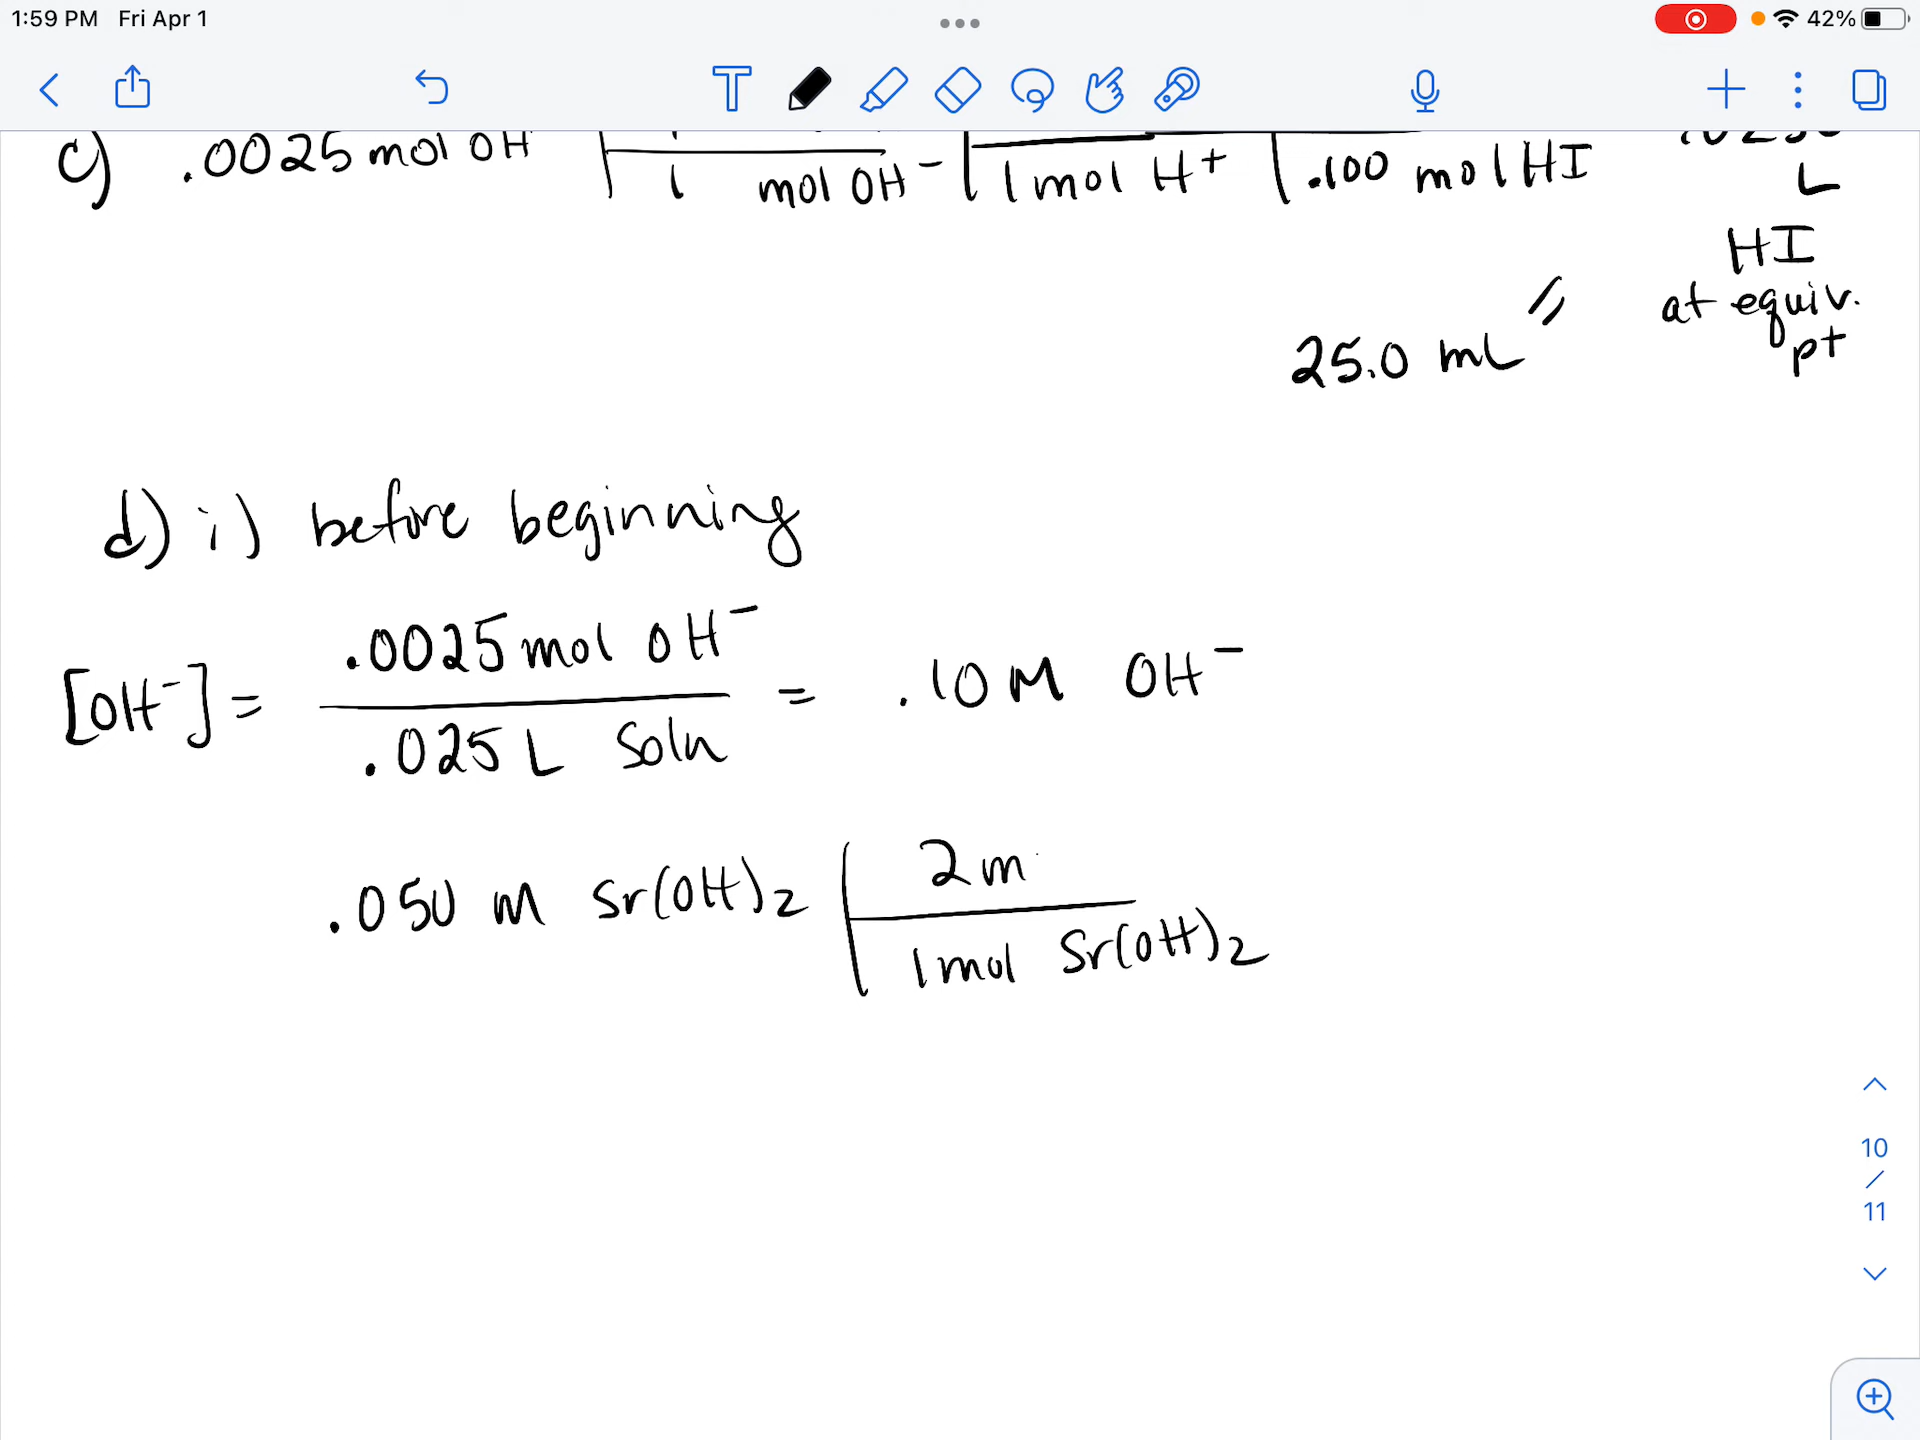 1:59 PM Fri Apr 1
42%
T
c) .0025 mol OH
1 mol OH⁻ 1 mol H⁺ .100 mol HI
L
HI
at equiv.
pt
25.0 mL =
d) i) before beginning
.0025 mol OH⁻
[OH⁻] = = .10 M OH⁻
.025 L soln
2 m
.050 M Sr(OH)₂
1 mol Sr(OH)₂
10
/
11